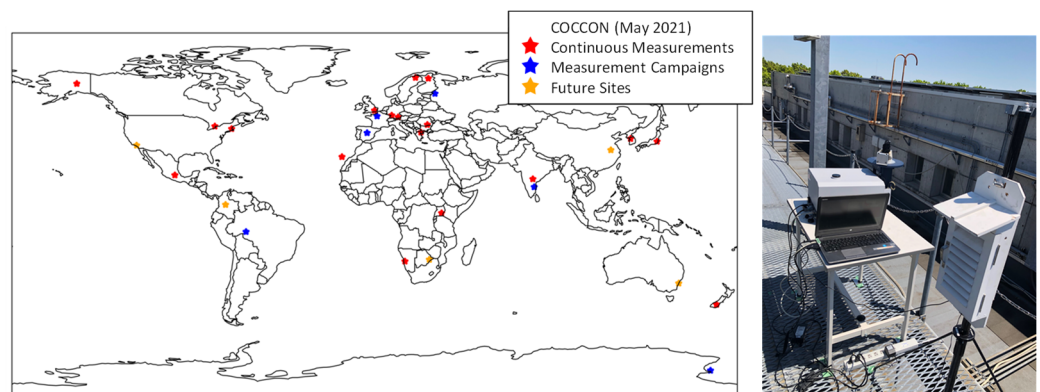 COCCON (May 2021)
Continuous Measurements
Measurement Campaigns
Future Sites